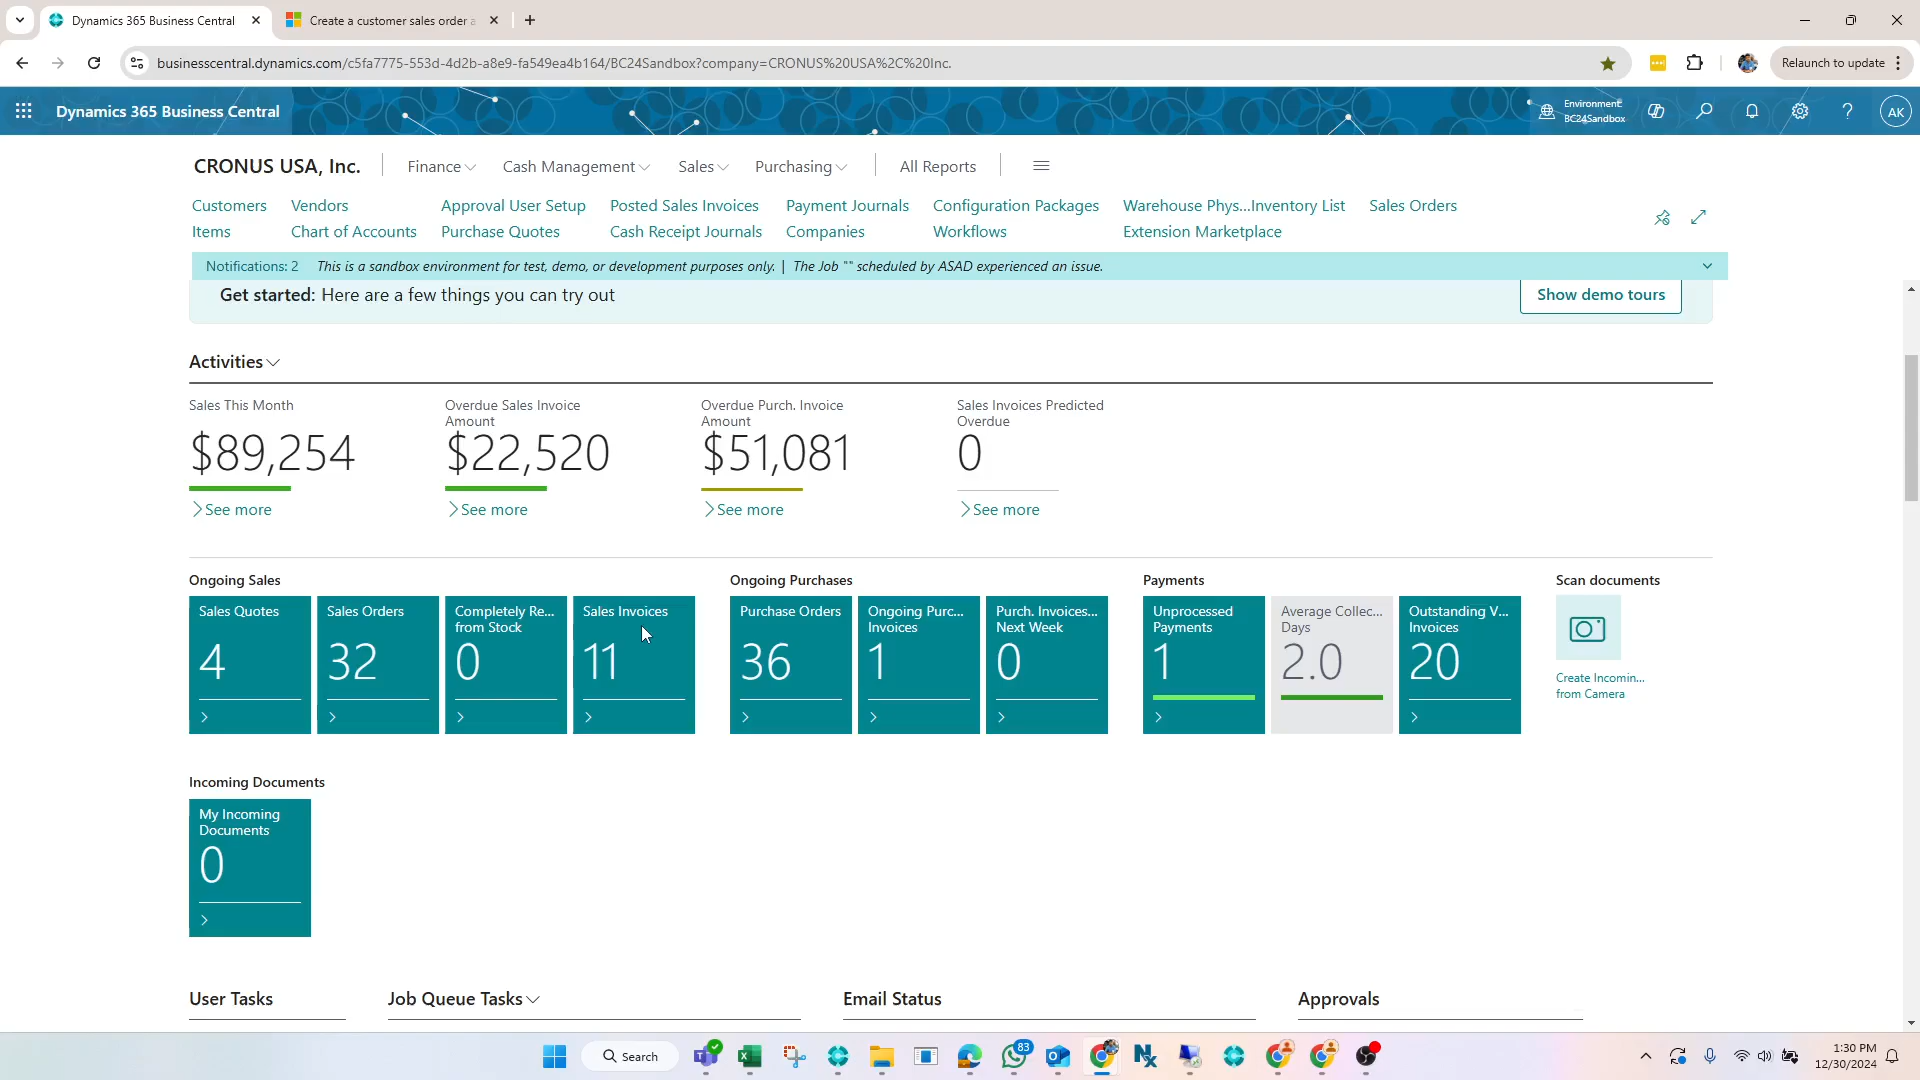 Dynamics 365 Business Central
Create a customer sales order a
businesscentral.dynamics.com/c5fa7775-553d-4d2b-a8e9-fa549ea4b164/BC24Sandbox?company=CRONUS%20USA%2C%20Inc.
Relaunch to update
Dynamics 365 Business Central
Environment:
BC24Sandbox
AK
CRONUS USA, Inc.
Finance
Cash Management
Sales
Purchasing
All Reports
Customers
Vendors
Approval User Setup
Posted Sales Invoices
Payment Journals
Configuration Packages
Warehouse Phys...Inventory List
Sales Orders
Items
Chart of Accounts
Purchase Quotes
Cash Receipt Journals
Companies
Workflows
Extension Marketplace
Notifications: 2
This is a sandbox environment for test, demo, or development purposes only. | The Job "" scheduled by ASAD experienced an issue.
Get started: Here are a few things you can try out
Show demo tours
Activities
Sales This Month
$89,254
See more
Overdue Sales Invoice
Amount
$22,520
See more
Overdue Purch. Invoice
Amount
$51,081
See more
Sales Invoices Predicted
Overdue
0
See more
Ongoing Sales
Sales Quotes
4
Sales Orders
32
Completely Re...
from Stock
0
Sales Invoices
11
Ongoing Purchases
Purchase Orders
36
Ongoing Purc...
Invoices
1
Purch. Invoices...
Next Week
0
Payments
Unprocessed
Payments
1
Average Collec...
Days
2.0
Outstanding V...
Invoices
20
Scan documents
Create Incomin...
from Camera
Incoming Documents
My Incoming
Documents
0
User Tasks
Job Queue Tasks
Email Status
Approvals
Search
83
1:30 PM
12/30/2024